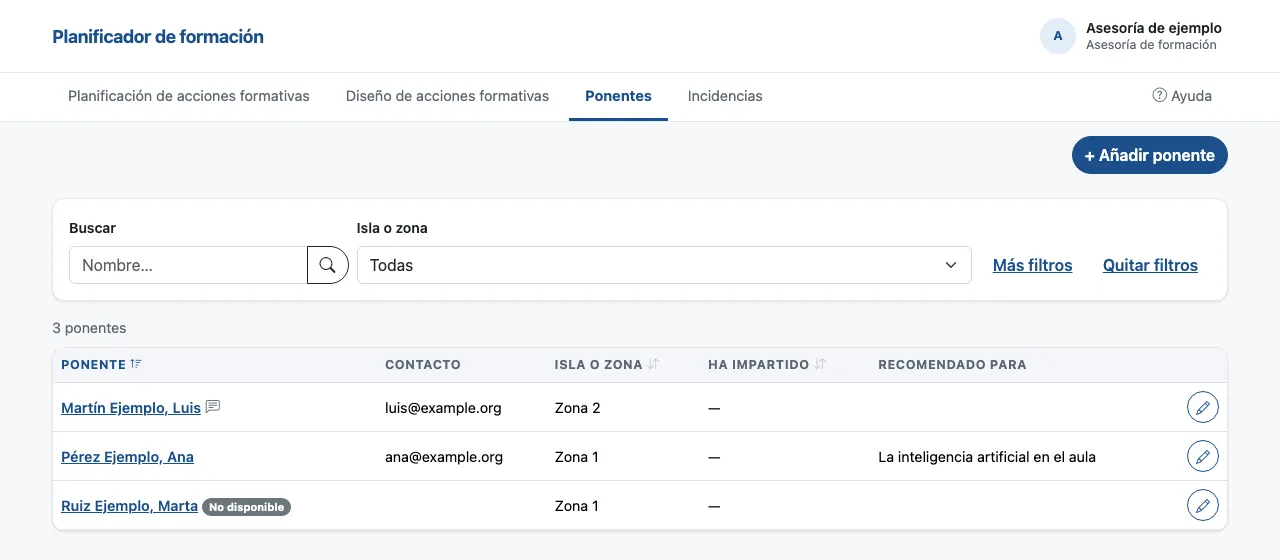 Planificador de formación
A
Asesoría de ejemplo
Asesoría de formación
Planificación de acciones formativas
Diseño de acciones formativas
Ponentes
Incidencias
Ayuda
+ Añadir ponente
Buscar
Isla o zona
Nombre...
Todas
Más filtros
Quitar filtros
3 ponentes
PONENTE CONTACTO ISLA O ZONA HA IMPARTIDO RECOMENDADO PARA
Martín Ejemplo, Luis luis@example.org Zona 2 —
Pérez Ejemplo, Ana ana@example.org Zona 1 — La inteligencia artificial en el aula
Ruiz Ejemplo, Marta No disponible Zona 1 —